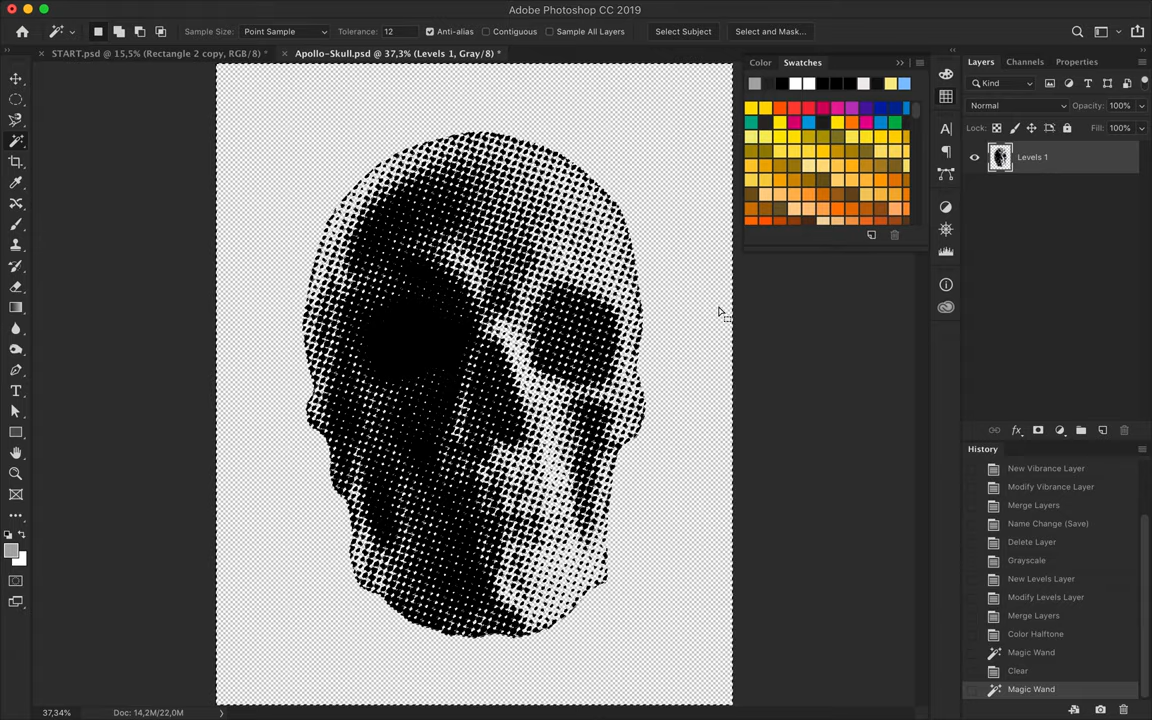 Adobe Photoshop CC 2019
Sample Size: Point Sample Tolerance: 12 Anti-alias Contiguous Sample All Layers Select Subject Select and Mask...
START.psd @ 15,5% (Rectangle 2 copy, RGB/8) * Apollo-Skull.psd @ 37,3% (Levels 1, Gray/8) *
Color Swatches
Layers Channels Properties
Kind
Normal Opacity: 100%
Lock: Fill: 100%
Levels 1
fx
History
New Vibrance Layer
Modify Vibrance Layer
Merge Layers
Name Change (Save)
Delete Layer
Grayscale
New Levels Layer
Modify Levels Layer
Merge Layers
Color Halftone
Magic Wand
Clear
Magic Wand
37,34% Doc: 14,2M/22,0M